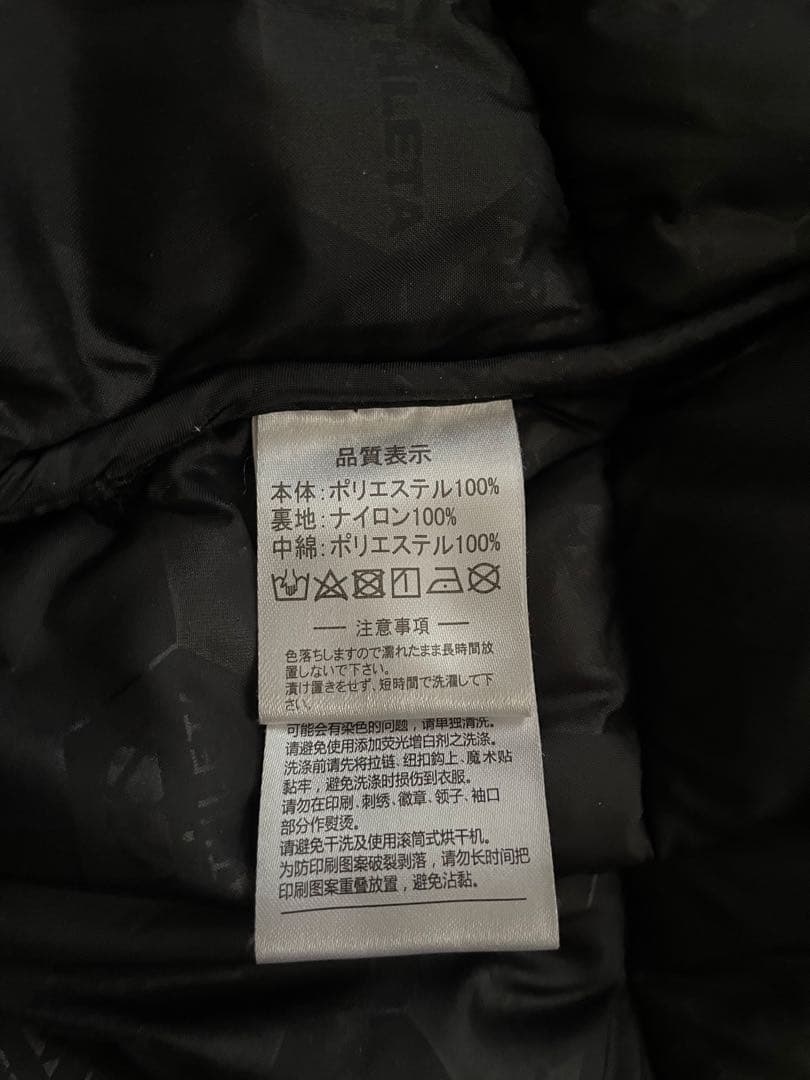 ATHLETA
品質表示
本体:ポリエステル100%
裏地:ナイロン100%
中綿:ポリエステル100%
注意事項
色落ちしますので濡れたまま長時間放
置しないで下さい。
漬け置きをせず、短時間で洗濯して下
さい。
可能会有染色的问题,请单独清洗。
请避免使用添加荧光增白剂之洗涤。
洗涤前请先将拉链、纽扣鈎上、魔术贴
黏牢,避免洗涤时损伤到衣服。
请勿在印刷、刺绣、徽章、领子、袖口
部分作熨烫。
请避免干洗及使用滚筒式烘干机。
为防印刷图案破裂剥落,请勿长时间把
印刷图案重叠放置,避免沾黏。